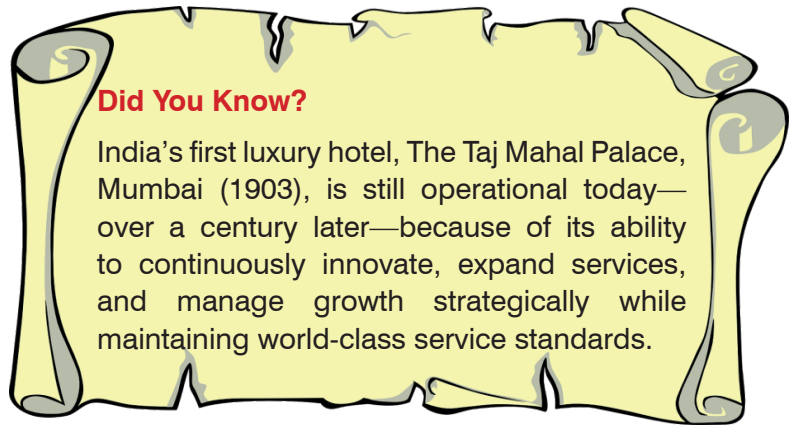 Did You Know?
India’s first luxury hotel, The Taj Mahal Palace,
Mumbai (1903), is still operational today—
over a century later—because of its ability
to continuously innovate, expand services,
and manage growth strategically while
maintaining world-class service standards.